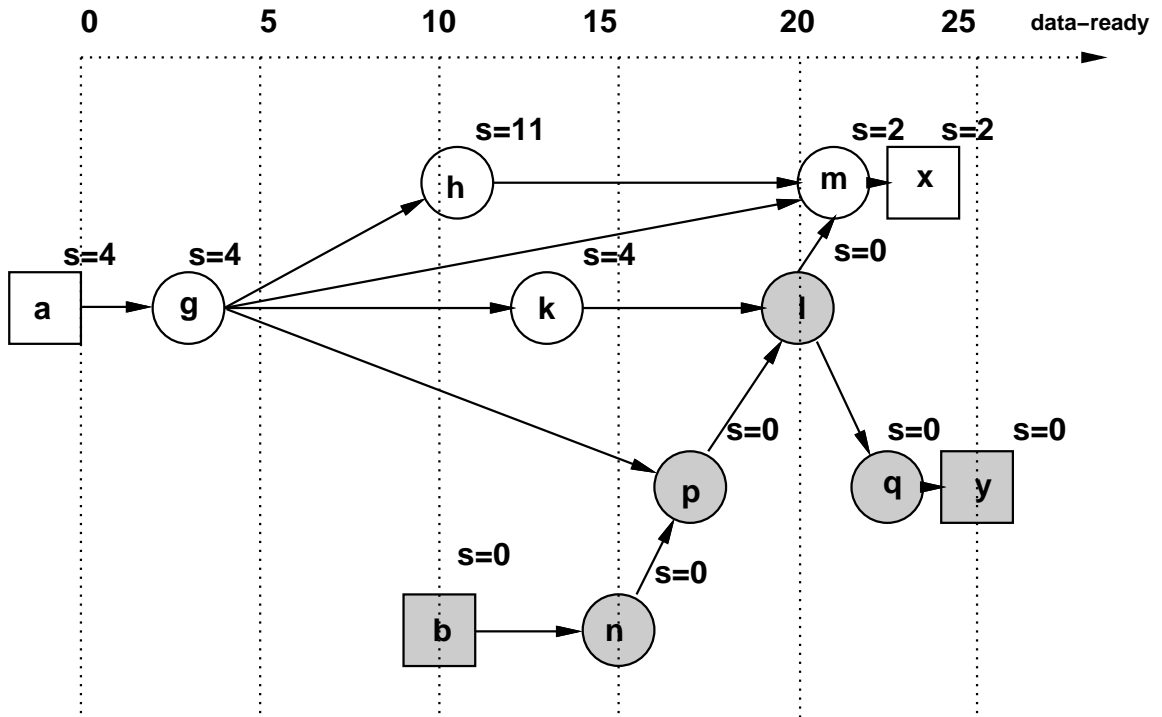 0 5 10 15 20 25 data-ready
s=11 s=2 s=2
h m x
s=4 s=4 s=4 s=0
a g k l
s=0 s=0 s=0
p q y
s=0 s=0
b n